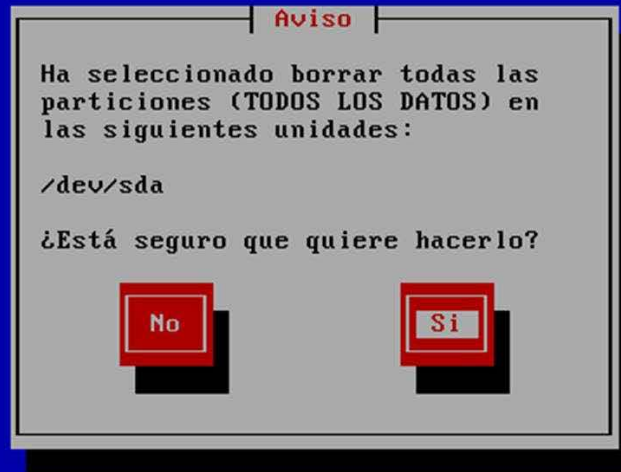 Aviso
Ha seleccionado borrar todas las
particiones (TODOS LOS DATOS) en
las siguientes unidades:
/dev/sda
¿Está seguro que quiere hacerlo?
No
Si